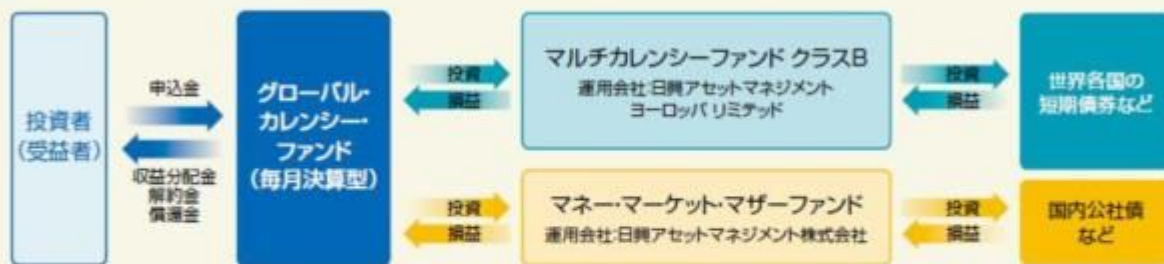 投資者
（受益者）
申込金
収益分配金
解約金
償還金
グローバル・
カレンシー・
ファンド
（毎月決算型）
投資
損益
マルチカレンシーファンド クラスB
運用会社:日興アセットマネジメント
ヨーロッパ リミテッド
投資
損益
世界各国の
短期債券など
投資
損益
マネー・マーケット・マザーファンド
運用会社:日興アセットマネジメント株式会社
投資
損益
国内公社債
など